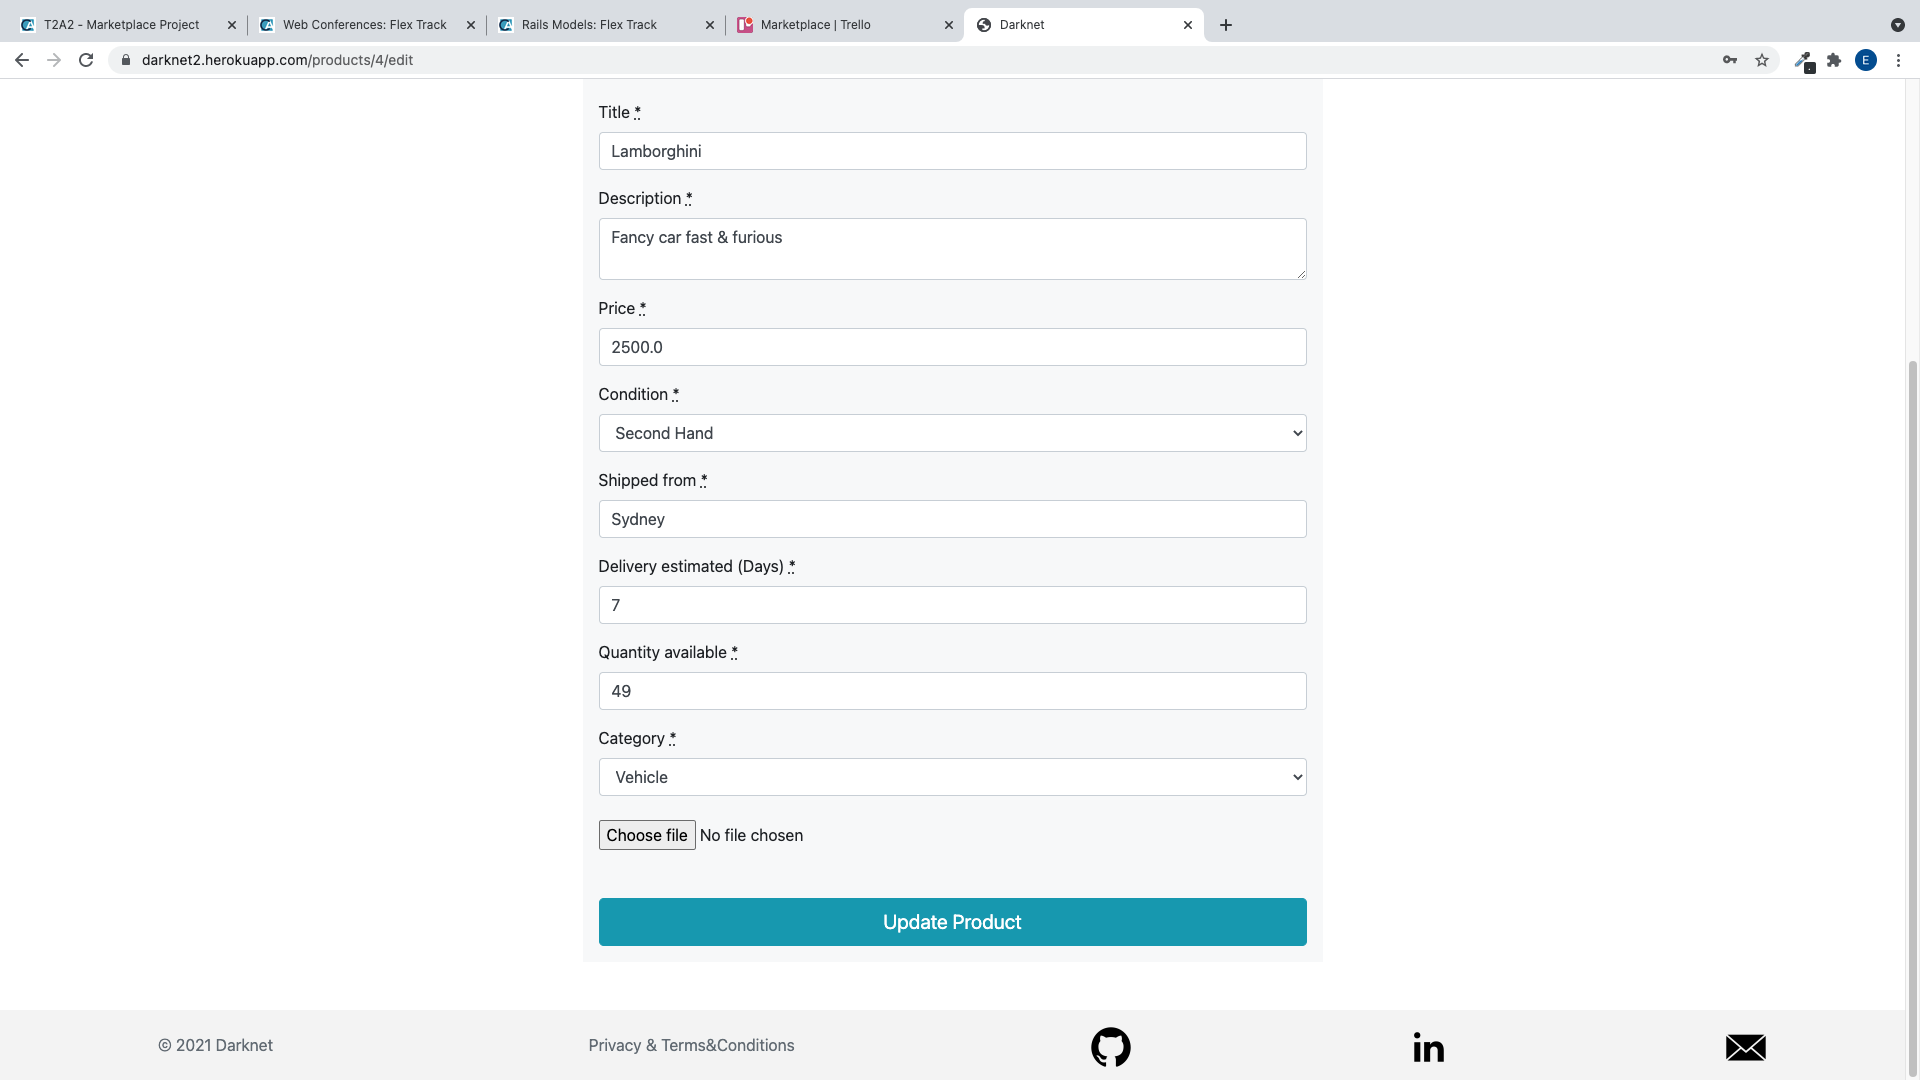 T2A2 - Marketplace Project
Web Conferences: Flex Track
Rails Models: Flex Track
Marketplace | Trello
Darknet
darknet2.herokuapp.com/products/4/edit
E
Title *
Lamborghini
Description *
Fancy car fast & furious
Price *
2500.0
Condition *
Second Hand
Shipped from *
Sydney
Delivery estimated (Days) *
7
Quantity available *
49
Category *
Vehicle
Choose file No file chosen
Update Product
© 2021 Darknet
Privacy & Terms&Conditions
in